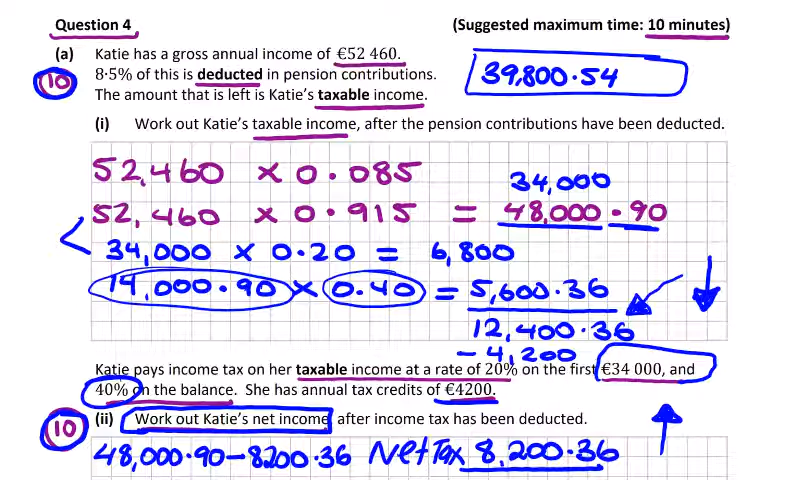 Question 4 (Suggested maximum time: 10 minutes)
(a) Katie has a gross annual income of €52 460.
10 8·5% of this is deducted in pension contributions.
39,800.54
The amount that is left is Katie's taxable income.
(i) Work out Katie's taxable income, after the pension contributions have been deducted.
52,460 × 0.085
34,000
52,460 × 0.915 = 48,000.90
34,000 × 0.20 = 6,800
14,000.90 × 0.40 = 5,600.36
12,400.36
- 4,200
Katie pays income tax on her taxable income at a rate of 20% on the first €34 000, and
40% on the balance. She has annual tax credits of €4200.
10 (ii) Work out Katie's net income after income tax has been deducted.
48,000.90 - 8200.36 Net Tax 8,200.36